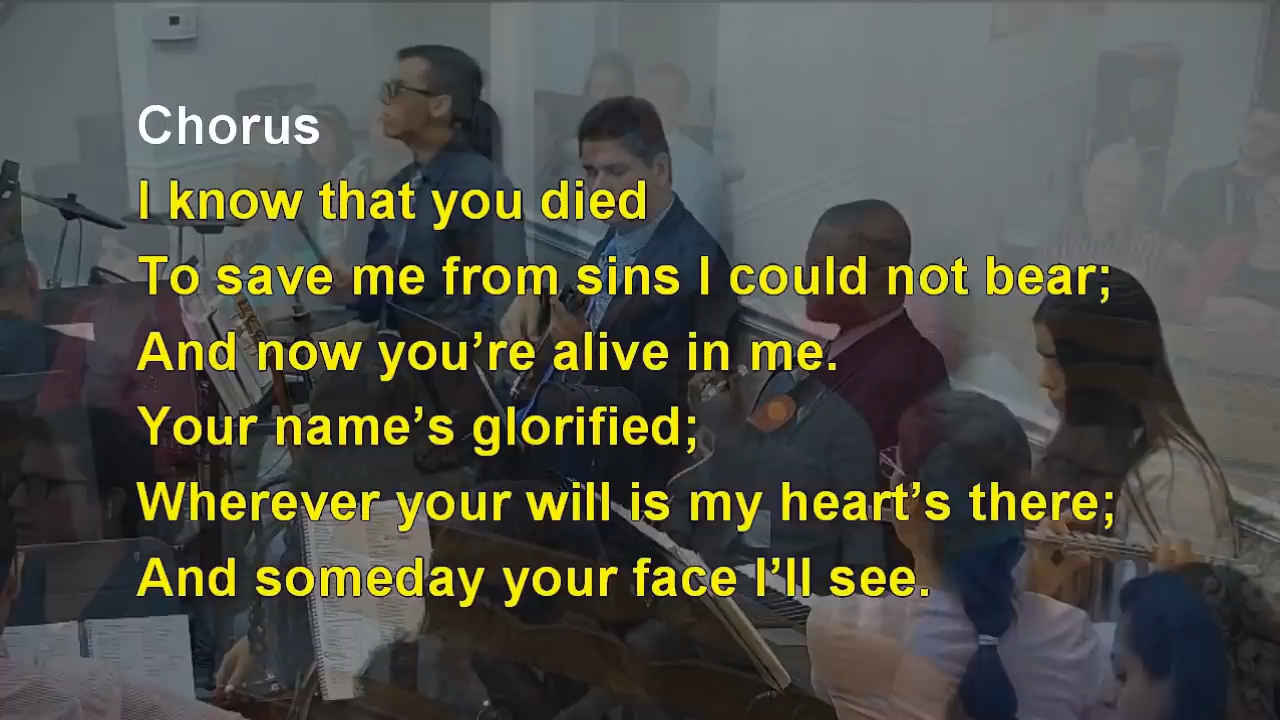 Chorus
I know that you died
To save me from sins I could not bear;
And now you’re alive in me.
Your name’s glorified;
Wherever your will is my heart’s there;
And someday your face I’ll see.